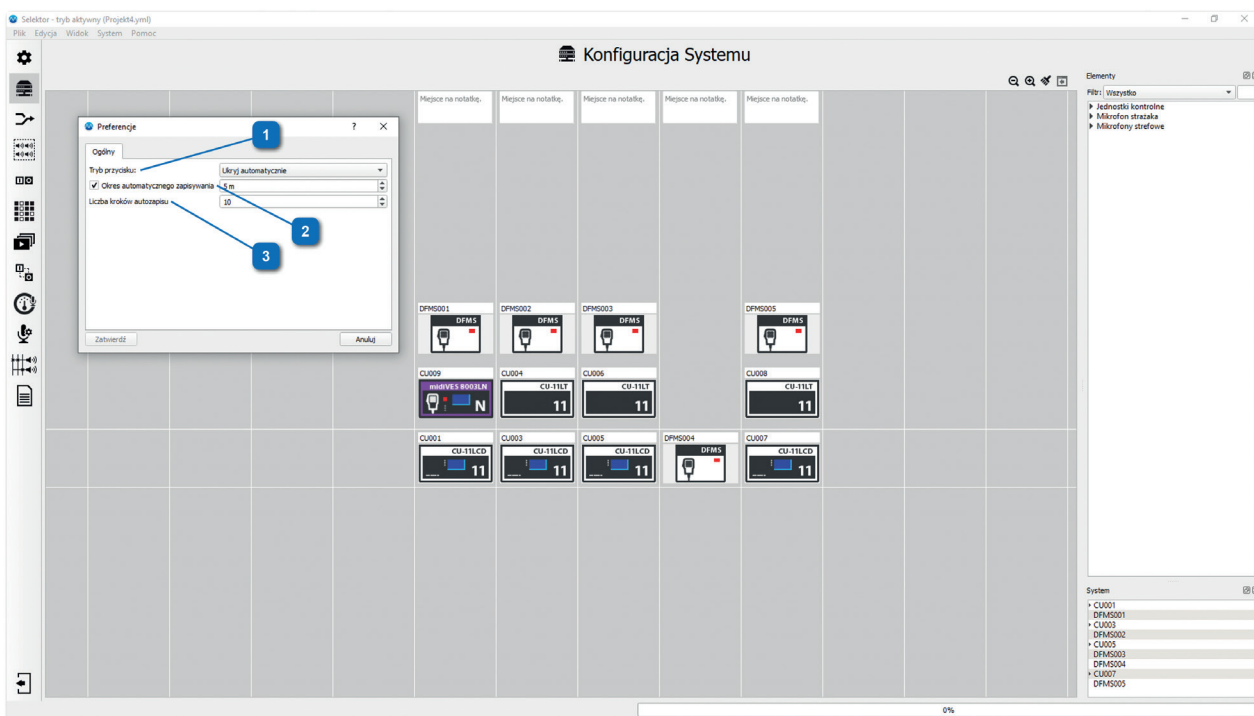 Selektor - tryb aktywny (Projekt4.yml)
Plik Edycja Widok System Pomoc
Konfiguracja Systemu
Elementy
Filtr: Wszystko
Jednostki kontrolne
Mikrofon strażaka
Mikrofony strefowe
Miejsce na notatkę.
Miejsce na notatkę.
Miejsce na notatkę.
Miejsce na notatkę.
Miejsce na notatkę.
Preferencje
?
Ogólny
Tryb przycisku:
Ukryj automatycznie
Okres automatycznego zapisywania
5 m
Liczba kroków autozapisu
10
1
2
3
Zatwierdź
Anuluj
DFMS001
DFMS
DFMS002
DFMS
DFMS003
DFMS
DFMS005
DFMS
CU009
midiVES 8003LN
N
CU004
CU-11LT
11
CU006
CU-11LT
11
CU008
CU-11LT
11
CU001
CU-11LCD
11
CU003
CU-11LCD
11
CU005
CU-11LCD
11
DFMS004
DFMS
CU007
CU-11LCD
11
System
CU001
DFMS001
CU003
DFMS002
CU005
DFMS003
DFMS004
CU007
DFMS005
0%